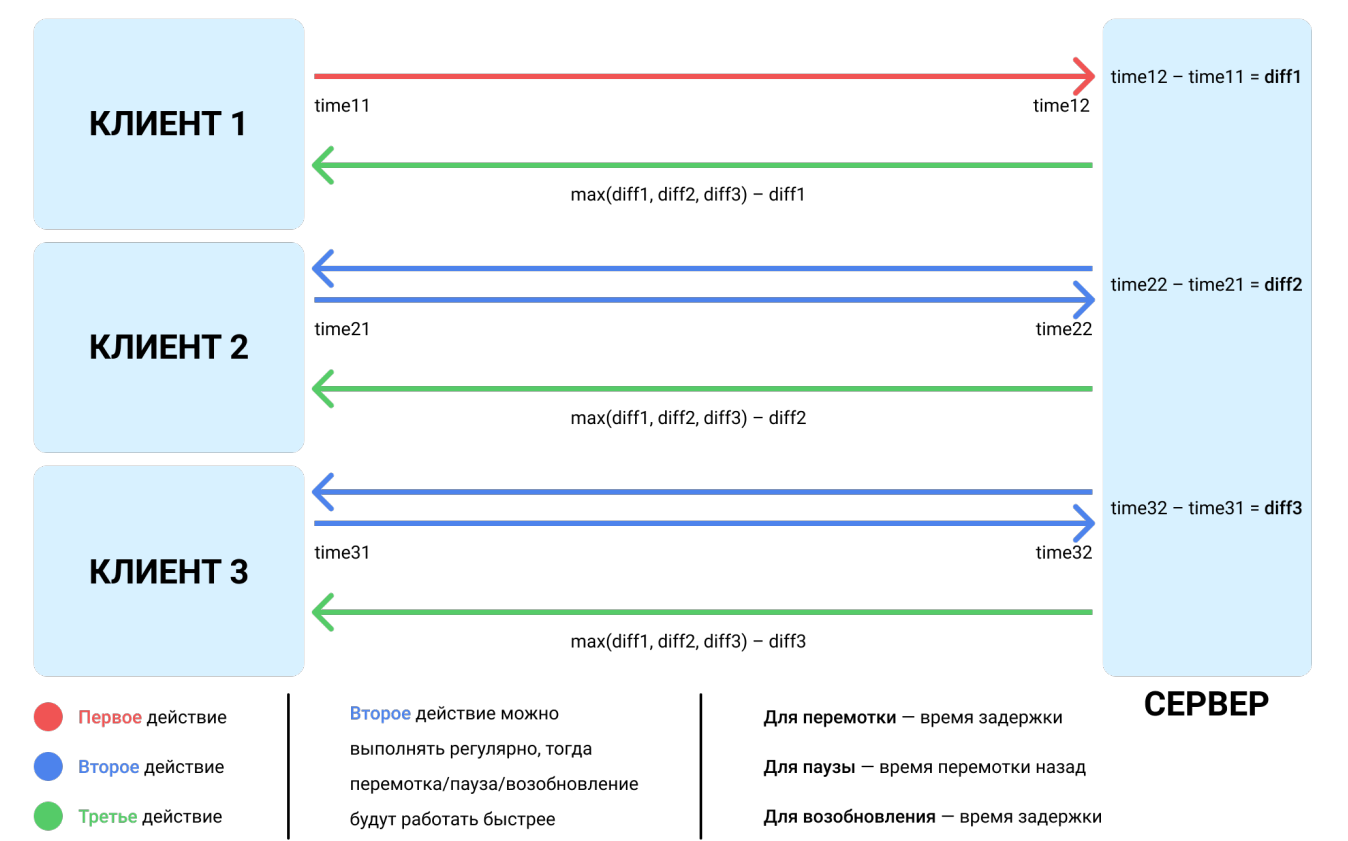 КЛИЕНТ 1
time11
time12
time12 – time11 = diff1
max(diff1, diff2, diff3) – diff1
КЛИЕНТ 2
time21
time22
time22 – time21 = diff2
max(diff1, diff2, diff3) – diff2
КЛИЕНТ 3
time31
time32
time32 – time31 = diff3
max(diff1, diff2, diff3) – diff3
СЕРВЕР
Первое действие
Второе действие
Третье действие
Второе действие можно
выполнять регулярно, тогда
перемотка/пауза/возобновление
будут работать быстрее
Для перемотки — время задержки
Для паузы — время перемотки назад
Для возобновления — время задержки